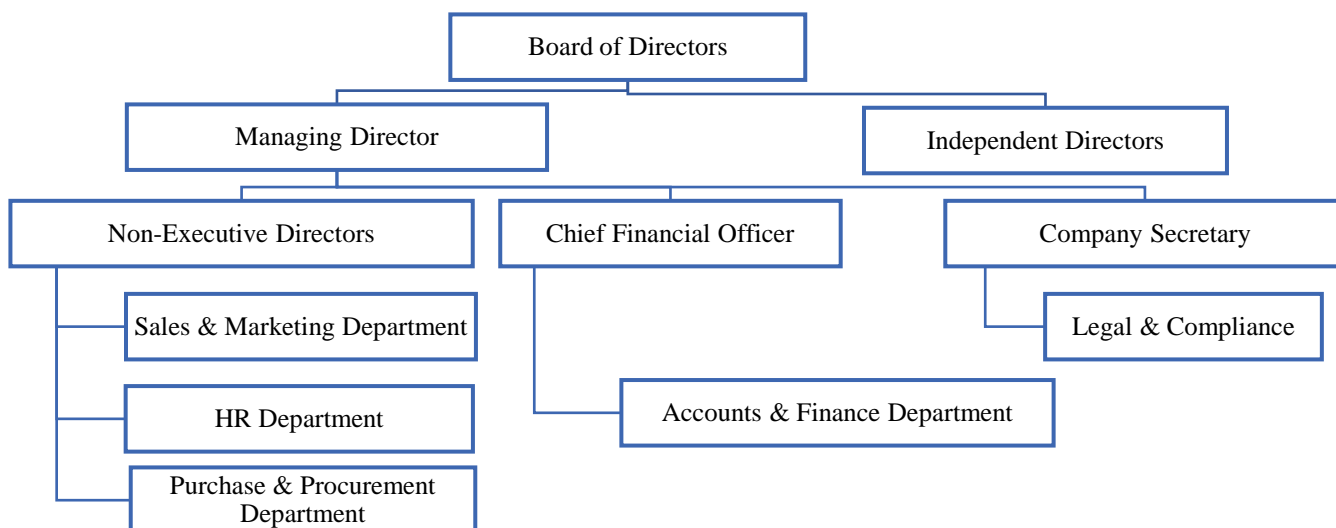 Board of Directors
Managing Director
Independent Directors
Non-Executive Directors
Chief Financial Officer
Company Secretary
Sales & Marketing Department
Legal & Compliance
HR Department
Accounts & Finance Department
Purchase & Procurement
Department